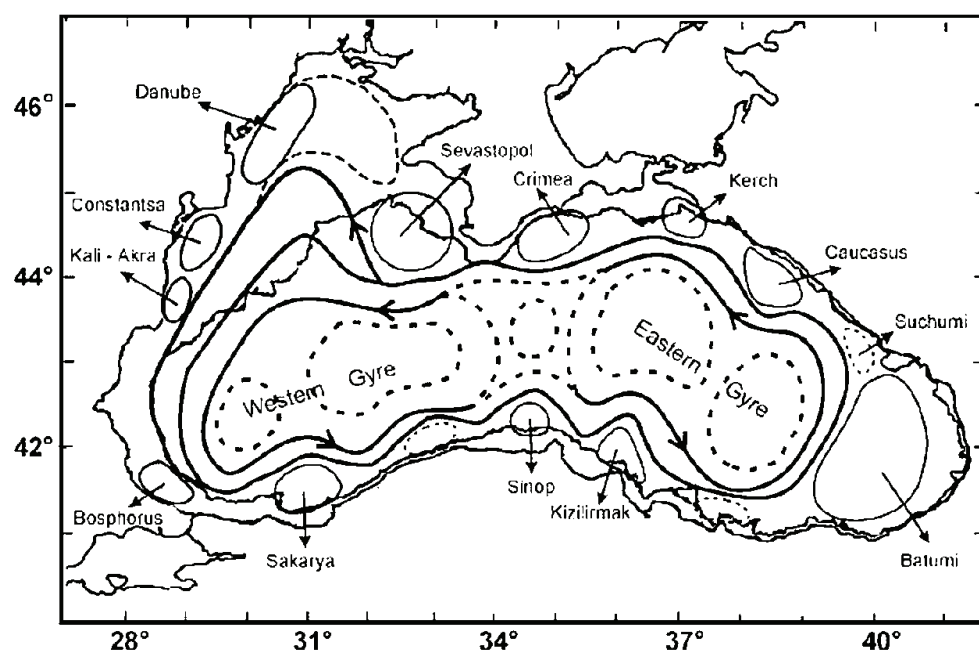 46°
44°
42°
Danube
Sevastopol
Crimea
Kerch
Constantsa
Kali - Akra
Caucasus
Suchumi
Western Gyre
Eastern Gyre
Bosphorus
Sakarya
Sinop
Kizilirmak
Batumi
28° 31° 34° 37° 40°